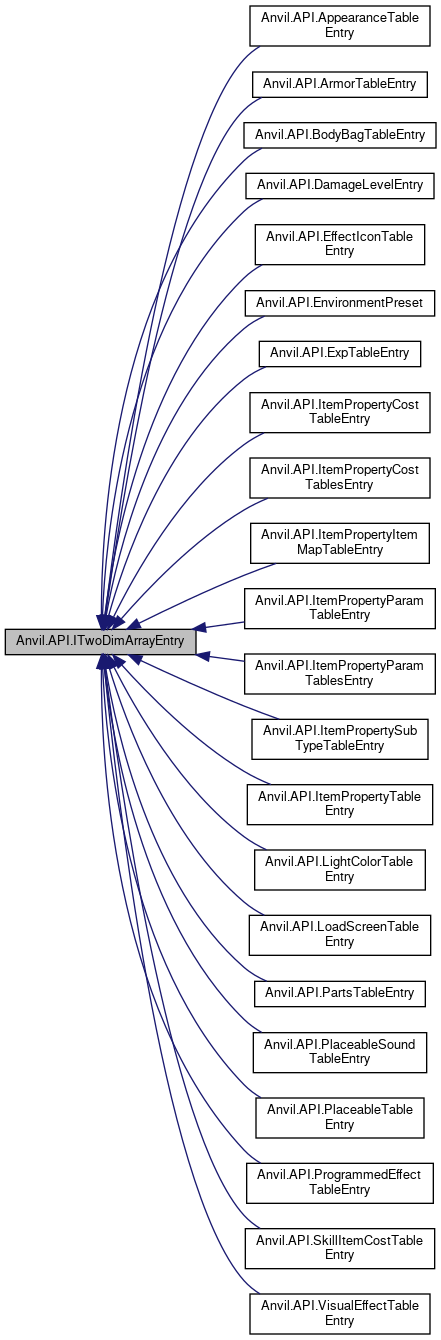 Anvil.API.AppearanceTable
Entry
Anvil.API.ArmorTableEntry
Anvil.API.BodyBagTableEntry
Anvil.API.DamageLevelEntry
Anvil.API.EffectIconTable
Entry
Anvil.API.EnvironmentPreset
Anvil.API.ExpTableEntry
Anvil.API.ItemPropertyCost
TableEntry
Anvil.API.ItemPropertyCost
TablesEntry
Anvil.API.ItemPropertyItem
MapTableEntry
Anvil.API.ItemPropertyParam
TableEntry
Anvil.API.ITwoDimArrayEntry
Anvil.API.ItemPropertyParam
TablesEntry
Anvil.API.ItemPropertySub
TypeTableEntry
Anvil.API.ItemPropertyTable
Entry
Anvil.API.LightColorTable
Entry
Anvil.API.LoadScreenTable
Entry
Anvil.API.PartsTableEntry
Anvil.API.PlaceableSound
TableEntry
Anvil.API.PlaceableTable
Entry
Anvil.API.ProgrammedEffect
TableEntry
Anvil.API.SkillItemCostTable
Entry
Anvil.API.VisualEffectTable
Entry